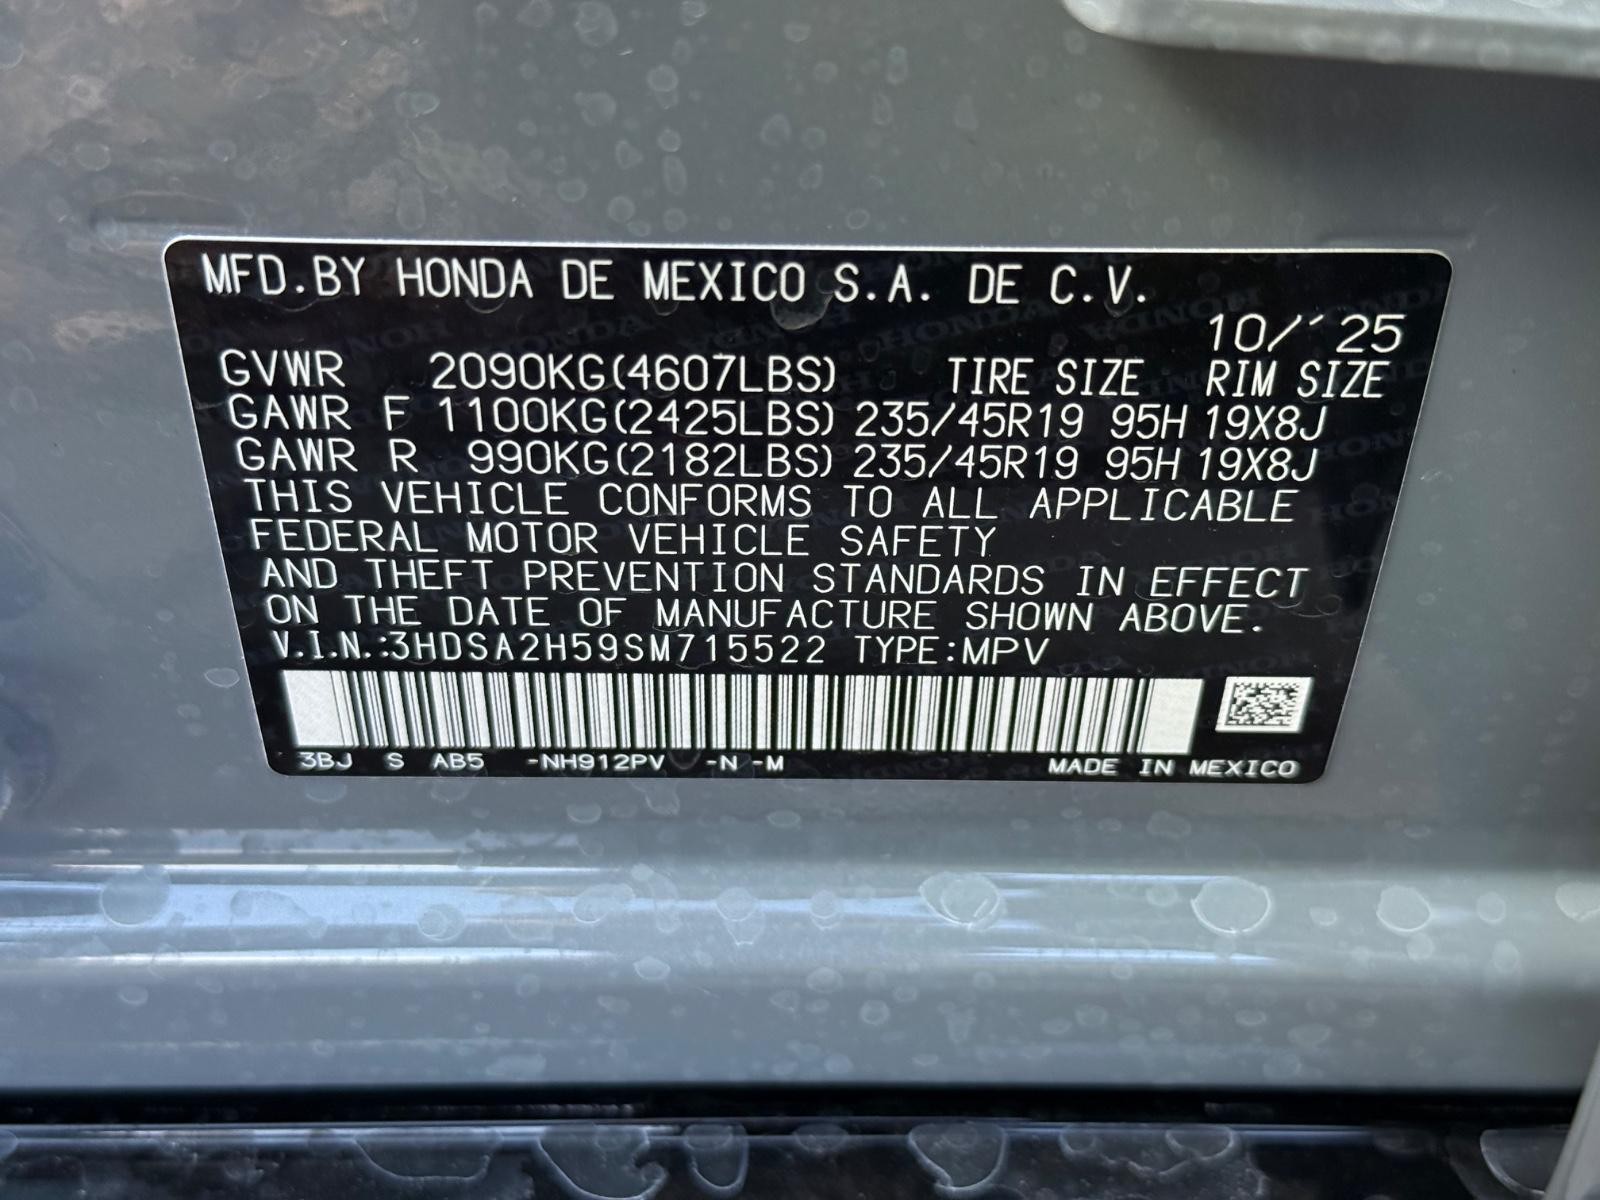 MFD.BY HONDA DE MEXICO S.A. DE C.V.
10/'25
GVWR 2090KG(4607LBS) TIRE SIZE RIM SIZE
GAWR F 1100KG(2425LBS) 235/45R19 95H 19X8J
GAWR R 990KG(2182LBS) 235/45R19 95H 19X8J
THIS VEHICLE CONFORMS TO ALL APPLICABLE
FEDERAL MOTOR VEHICLE SAFETY
AND THEFT PREVENTION STANDARDS IN EFFECT
ON THE DATE OF MANUFACTURE SHOWN ABOVE.
V.I.N.:3HDSA2H59SM715522 TYPE:MPV
3BJ S AB5 -NH912PV -N -M MADE IN MEXICO